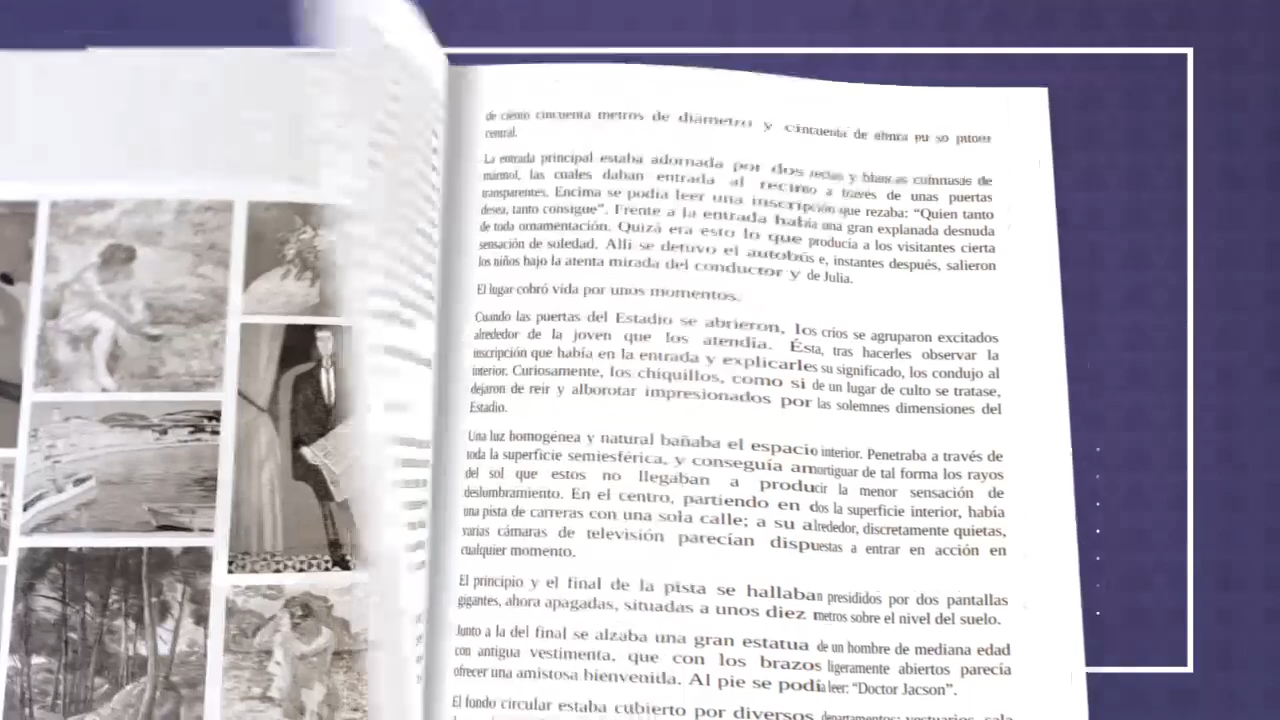 de ciento cincuenta metros de diámetro y cincuenta de altura en su punto
central.
La entrada principal estaba adornada por dos rectas y blancas columnas de
mármol, las cuales daban entrada al recinto a través de unas puertas
transparentes. Encima se podía leer una inscripción que rezaba: “Quien tanto
desea, tanto consigue”. Frente a la entrada había una gran explanada desnuda
de toda ornamentación. Quizá era esto lo que producía a los visitantes cierta
sensación de soledad. Allí se detuvo el autobús e, instantes después, salieron
los niños bajo la atenta mirada del conductor y de Julia.
El lugar cobró vida por unos momentos.
Cuando las puertas del Estadio se abrieron, los críos se agruparon excitados
alrededor de la joven que los atendía. Ésta, tras hacerles observar la
inscripción que había en la entrada y explicarles su significado, los condujo al
interior. Curiosamente, los chiquillos, como si de un lugar de culto se tratase,
dejaron de reír y alborotar impresionados por las solemnes dimensiones del
Estadio.
Una luz homogénea y natural bañaba el espacio interior. Penetraba a través de
toda la superficie semiesférica, y conseguía amortiguar de tal forma los rayos
del sol que estos no llegaban a producir la menor sensación de
deslumbramiento. En el centro, partiendo en dos la superficie interior, había
una pista de carreras con una sola calle; a su alrededor, discretamente quietas,
varias cámaras de televisión parecían dispuestas a entrar en acción en
cualquier momento.
El principio y el final de la pista se hallaban presididos por dos pantallas
gigantes, ahora apagadas, situadas a unos diez metros sobre el nivel del suelo.
Junto a la del final se alzaba una gran estatua de un hombre de mediana edad
con antigua vestimenta, que con los brazos ligeramente abiertos parecía
ofrecer una amistosa bienvenida. Al pie se podía leer: “Doctor Jacson”.
El fondo circular estaba cubierto por diversos departamentos: vestuarios, sala